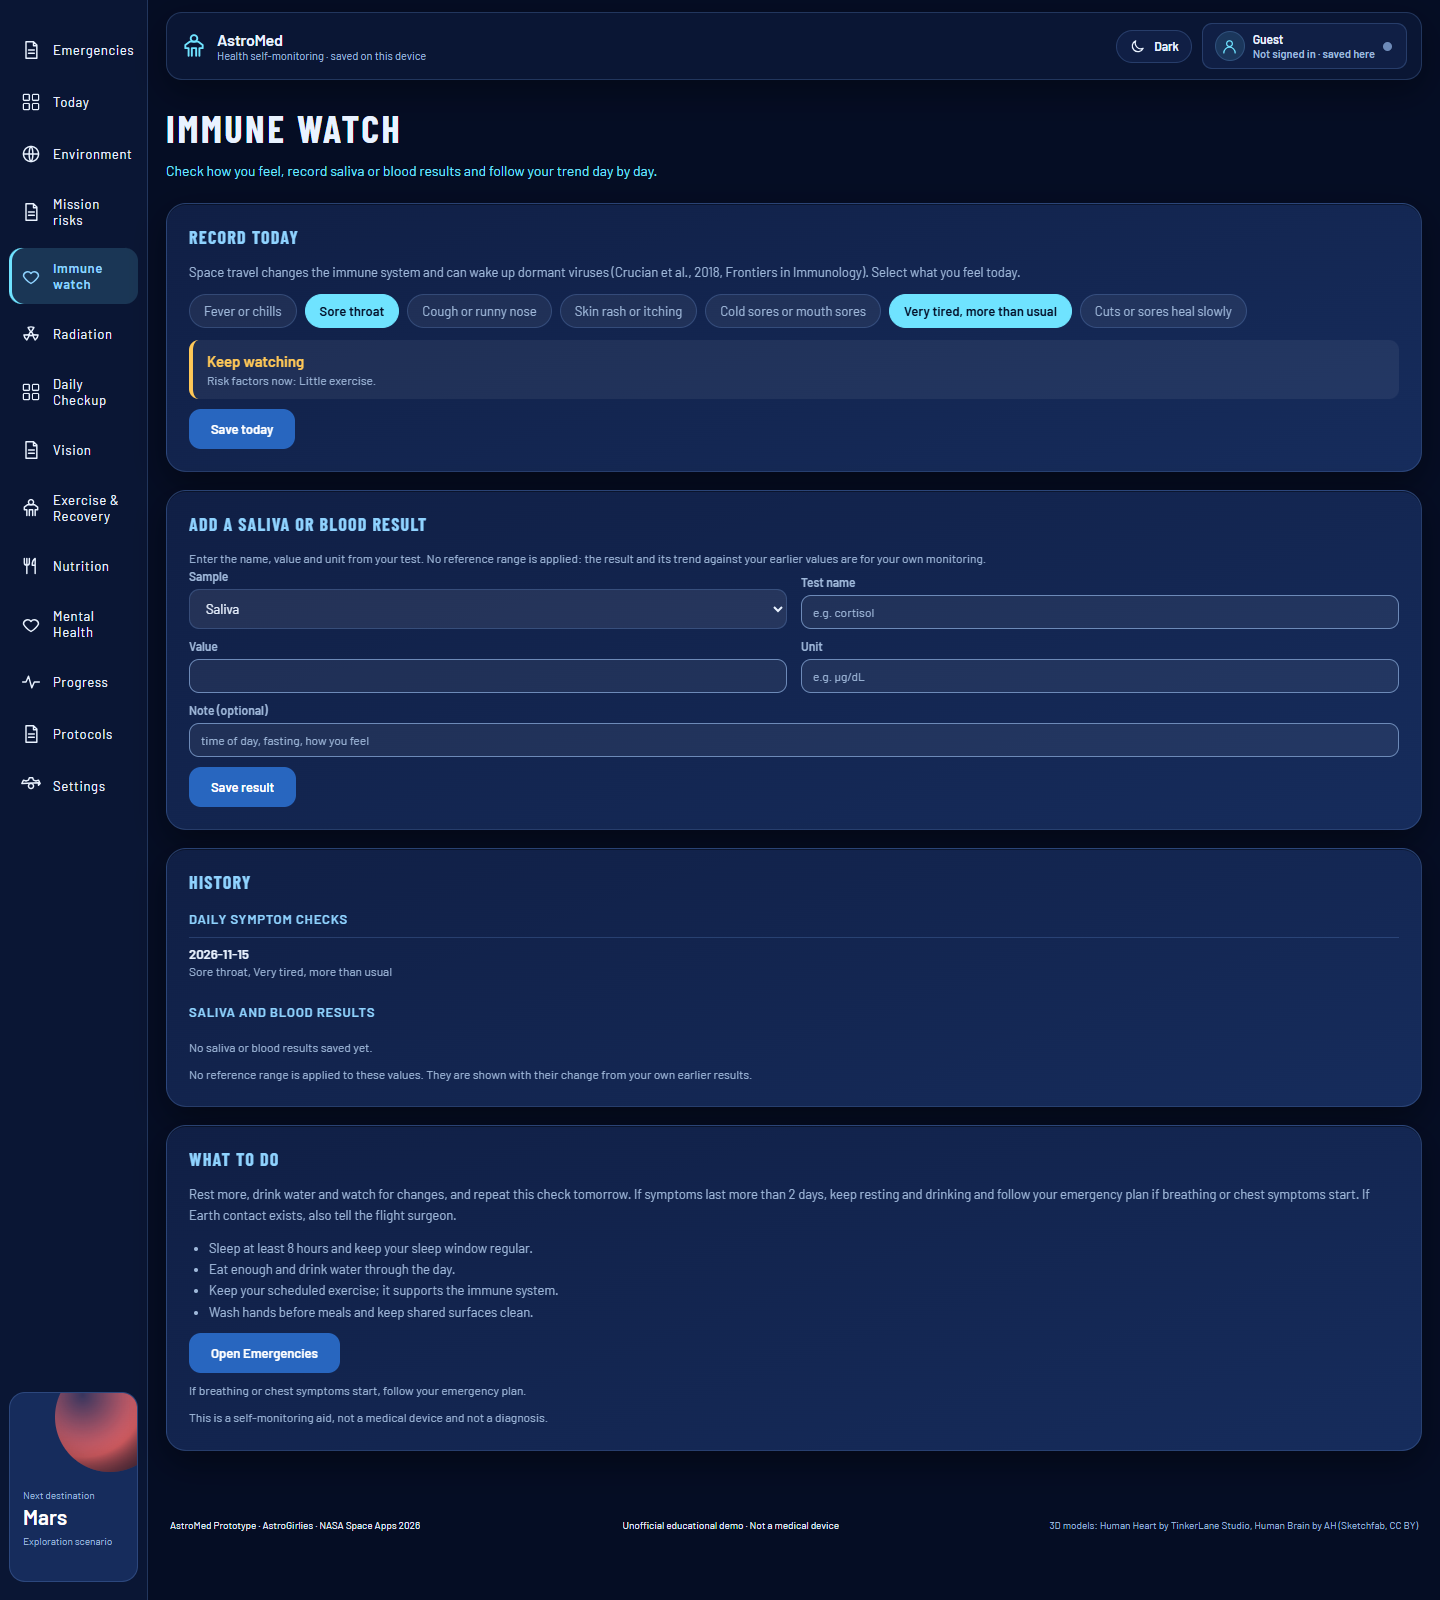 Emergencies
Today
Environment
Mission
risks
Immune
watch
Radiation
Daily
Checkup
Vision
Exercise &
Recovery
Nutrition
Mental
Health
Progress
Protocols
Settings
Next destination
Mars
Exploration scenario
AstroMed
Health self-monitoring · saved on this device
Dark
Guest
Not signed in · saved here
IMMUNE WATCH
Check how you feel, record saliva or blood results and follow your trend day by day.
RECORD TODAY
Space travel changes the immune system and can wake up dormant viruses (Crucian et al., 2018, Frontiers in Immunology). Select what you feel today.
Fever or chills
Sore throat
Cough or runny nose
Skin rash or itching
Cold sores or mouth sores
Very tired, more than usual
Cuts or sores heal slowly
Keep watching
Risk factors now: Little exercise.
Save today
ADD A SALIVA OR BLOOD RESULT
Enter the name, value and unit from your test. No reference range is applied: the result and its trend against your earlier values are for your own monitoring.
Sample
Saliva
Test name
e.g. cortisol
Value
Unit
e.g. µg/dL
Note (optional)
time of day, fasting, how you feel
Save result
HISTORY
DAILY SYMPTOM CHECKS
2026-11-15
Sore throat, Very tired, more than usual
SALIVA AND BLOOD RESULTS
No saliva or blood results saved yet.
No reference range is applied to these values. They are shown with their change from your own earlier results.
WHAT TO DO
Rest more, drink water and watch for changes, and repeat this check tomorrow. If symptoms last more than 2 days, keep resting and drinking and follow your emergency plan if breathing or chest symptoms start. If
Earth contact exists, also tell the flight surgeon.
• Sleep at least 8 hours and keep your sleep window regular.
• Eat enough and drink water through the day.
• Keep your scheduled exercise; it supports the immune system.
• Wash hands before meals and keep shared surfaces clean.
Open Emergencies
If breathing or chest symptoms start, follow your emergency plan.
This is a self-monitoring aid, not a medical device and not a diagnosis.
AstroMed Prototype · AstroGirlies · NASA Space Apps 2026
Unofficial educational demo · Not a medical device
3D models: Human Heart by TinkerLane Studio, Human Brain by AH (Sketchfab, CC BY)